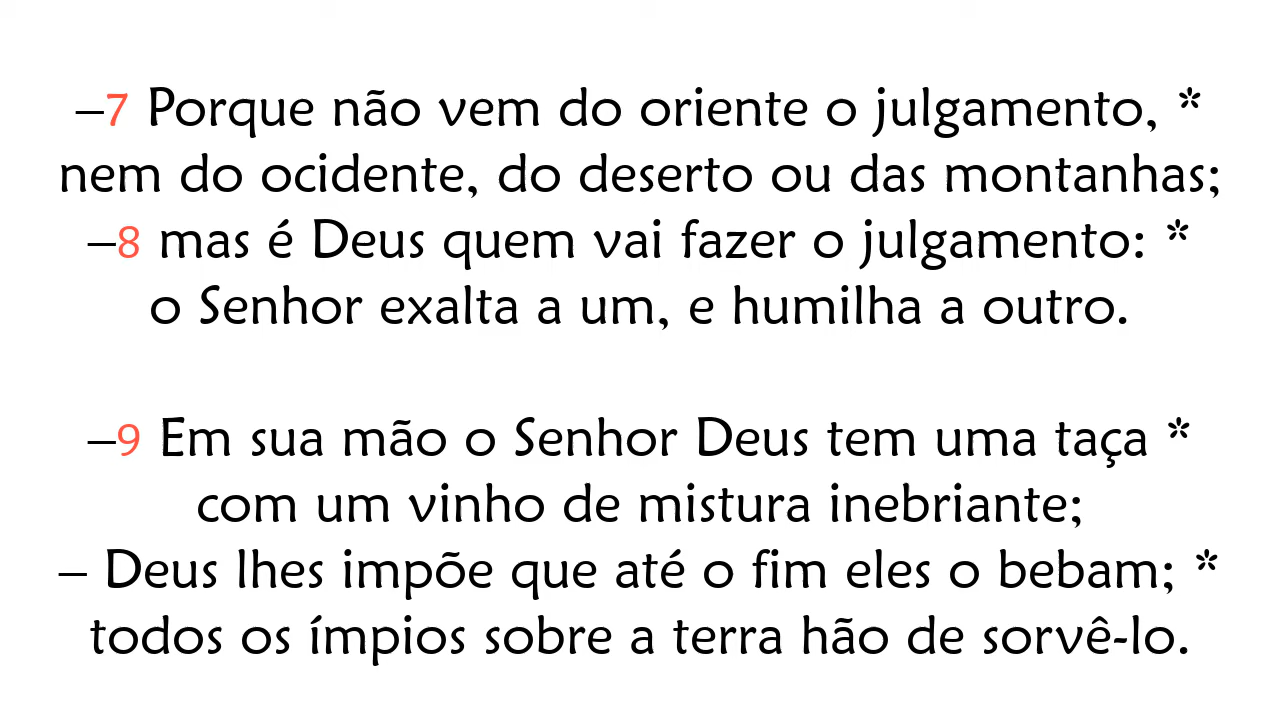 –7 Porque não vem do oriente o julgamento, *
nem do ocidente, do deserto ou das montanhas;
–8 mas é Deus quem vai fazer o julgamento: *
o Senhor exalta a um, e humilha a outro.
–9 Em sua mão o Senhor Deus tem uma taça *
com um vinho de mistura inebriante;
– Deus lhes impõe que até o fim eles o bebam; *
todos os ímpios sobre a terra hão de sorvê-lo.